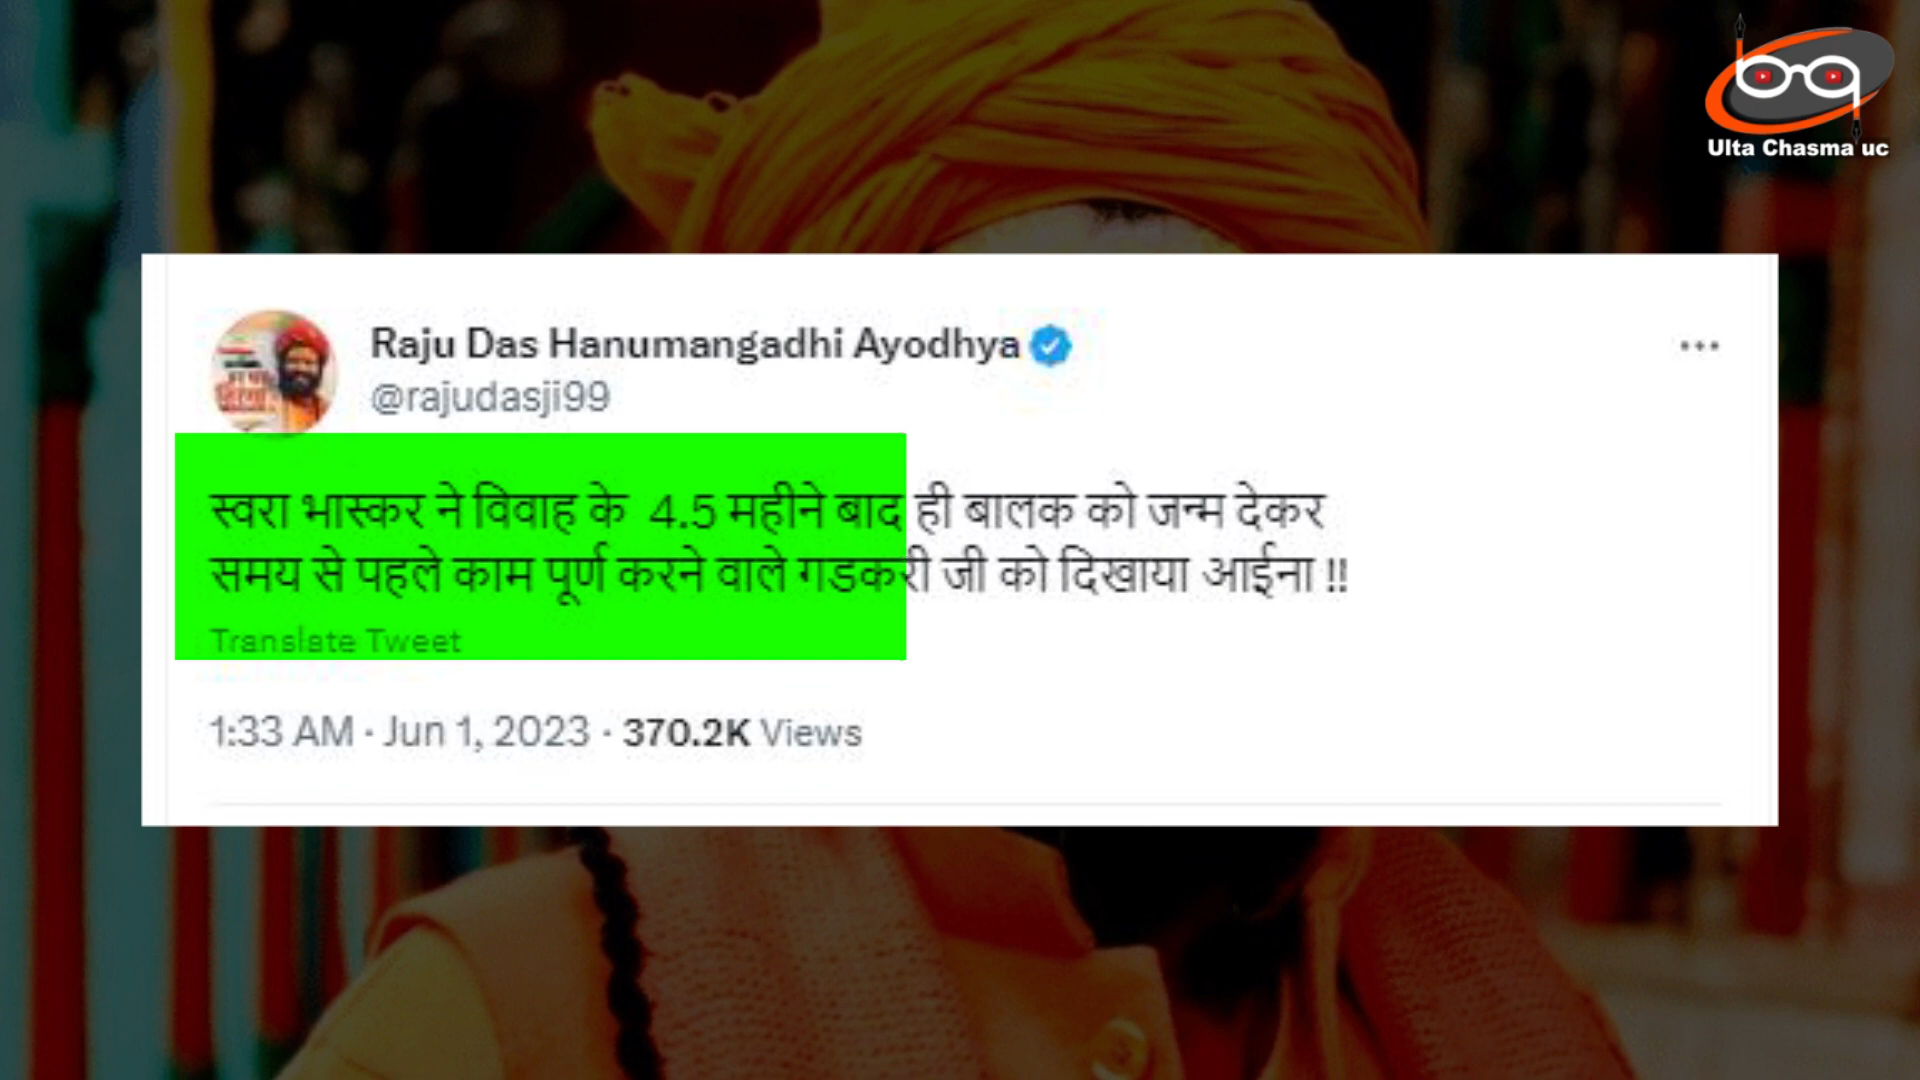 Ulta Chasma uc
Raju Das Hanumangadhi Ayodhya
@rajudasji99
स्वरा भास्कर ने विवाह के 4.5 महीने बाद ही बालक को जन्म देकर
समय से पहले काम पूर्ण करने वाले गडकरी जी को दिखाया आईना !!
Translate Tweet
1:33 AM · Jun 1, 2023 · 370.2K Views